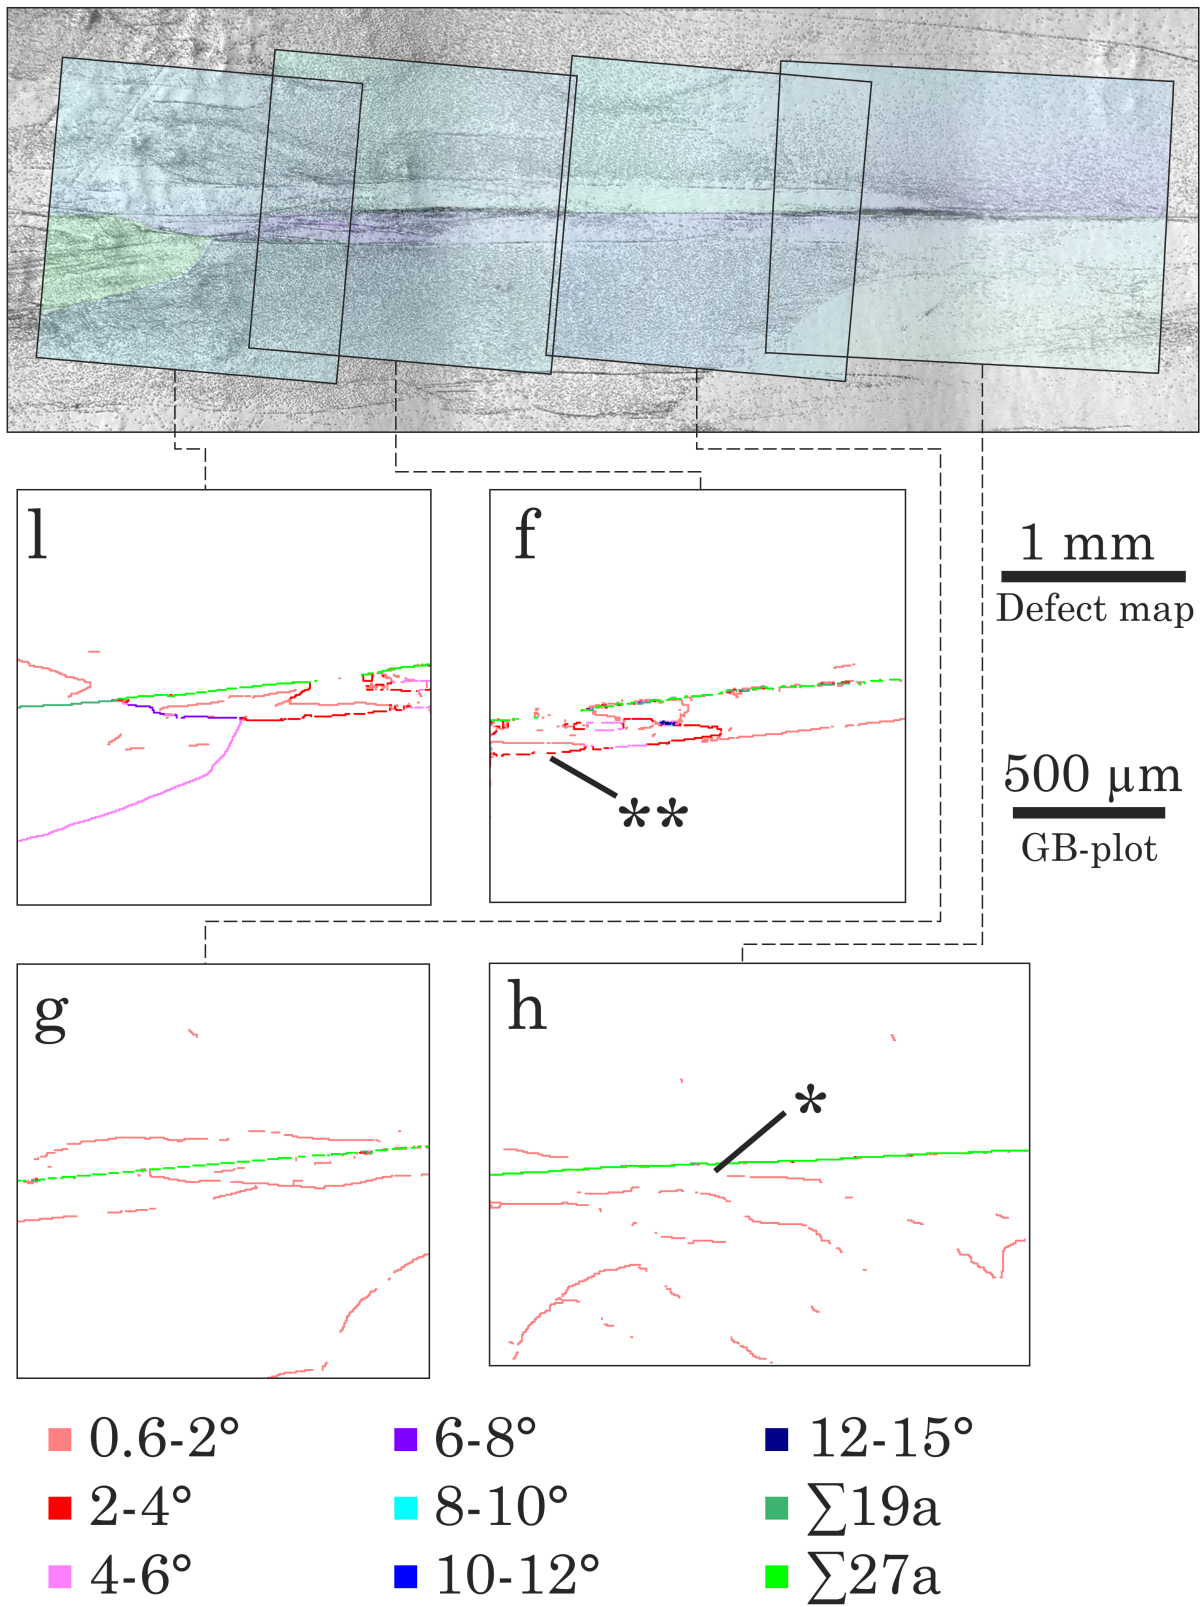 l
f
1 mm
Defect map
**
500 µm
GB-plot
g
h
*
0.6-2°
6-8°
12-15°
2-4°
8-10°
∑19a
4-6°
10-12°
∑27a